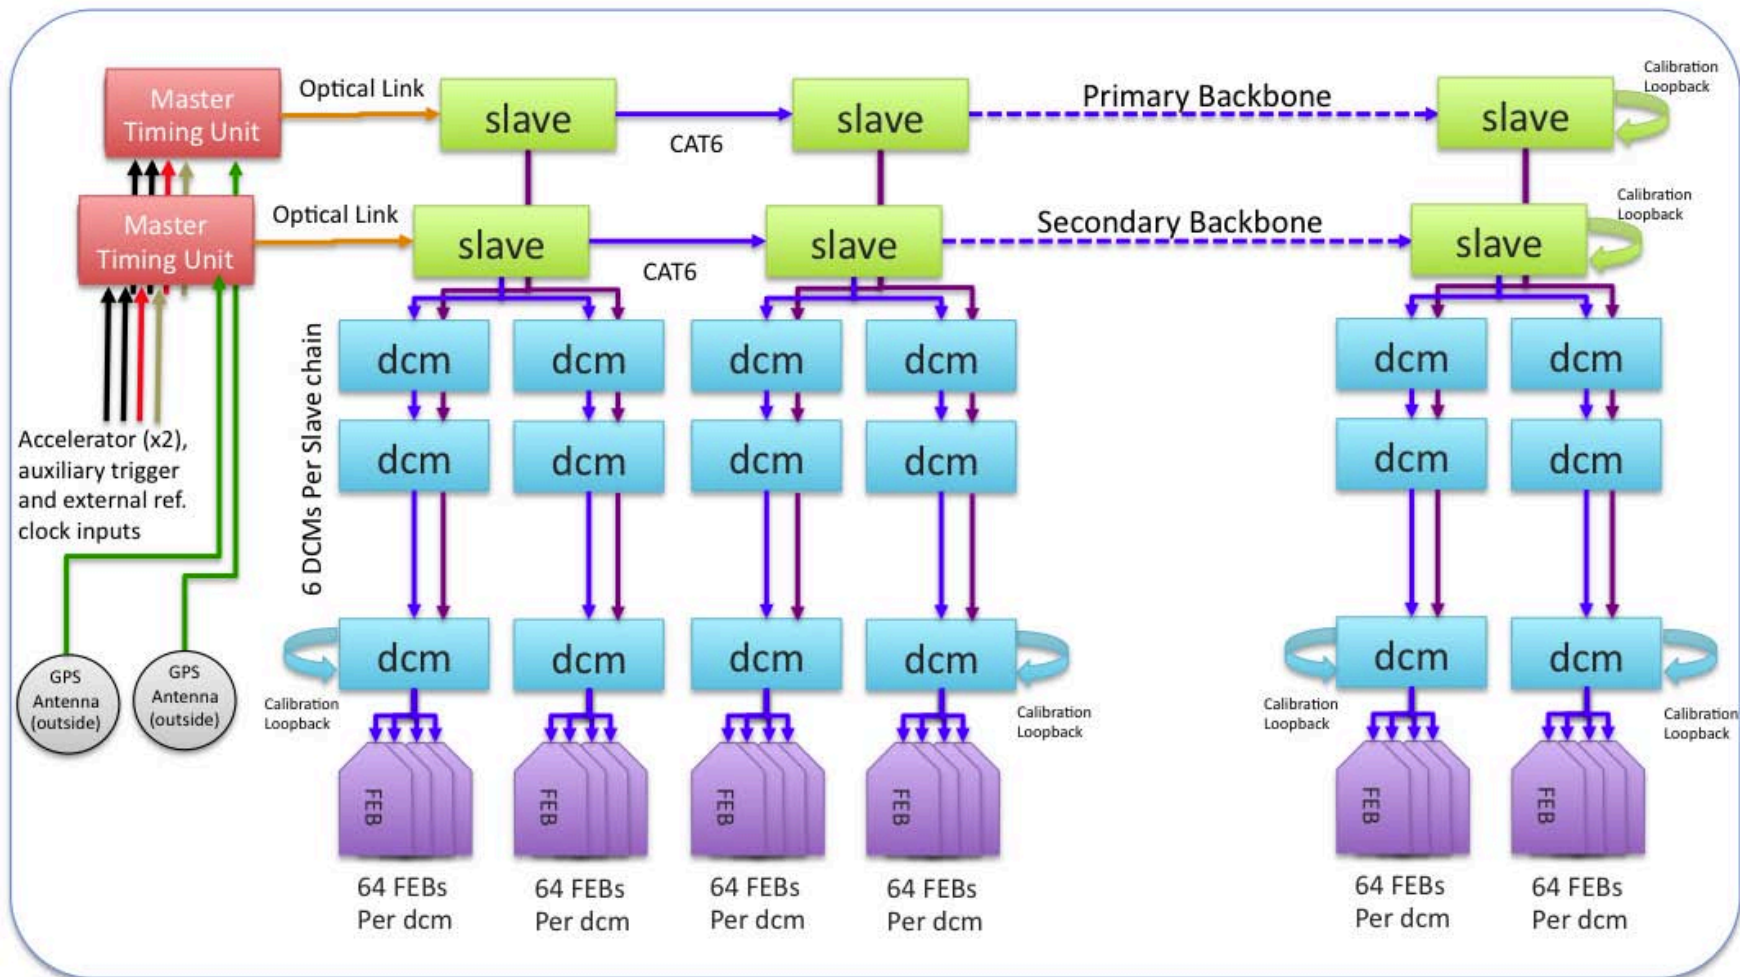 Master
Timing Unit
Optical Link
slave
CAT6
slave
Primary Backbone
slave
Calibration
Loopback
Master
Timing Unit
Optical Link
slave
CAT6
slave
Secondary Backbone
slave
Calibration
Loopback
6 DCMs Per Slave chain
dcm
dcm
dcm
dcm
dcm
dcm
dcm
dcm
dcm
dcm
dcm
dcm
Accelerator (x2),
auxiliary trigger
and external ref.
clock inputs
GPS
Antenna
(outside)
GPS
Antenna
(outside)
dcm
dcm
dcm
dcm
dcm
dcm
Calibration
Loopback
Calibration
Loopback
Calibration
Loopback
Calibration
Loopback
FEB
FEB
FEB
FEB
FEB
FEB
64 FEBs
Per dcm
64 FEBs
Per dcm
64 FEBs
Per dcm
64 FEBs
Per dcm
64 FEBs
Per dcm
64 FEBs
Per dcm